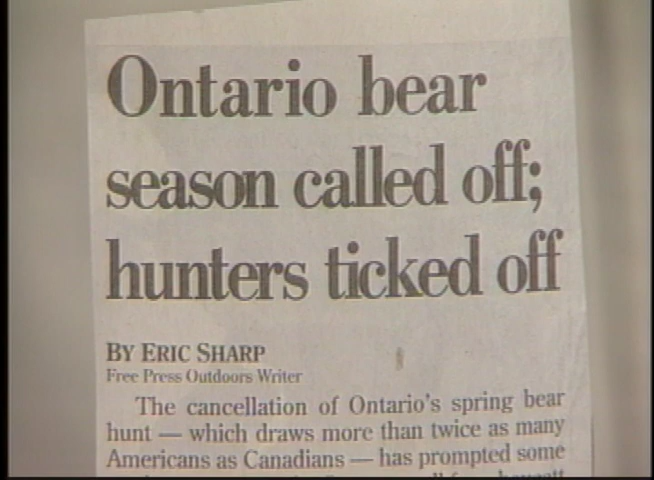 Ontario bear
season called off;
hunters ticked off
BY ERIC SHARP
Free Press Outdoors Writer
The cancellation of Ontario's spring bear
hunt — which draws more than twice as many
Americans as Canadians — has prompted some